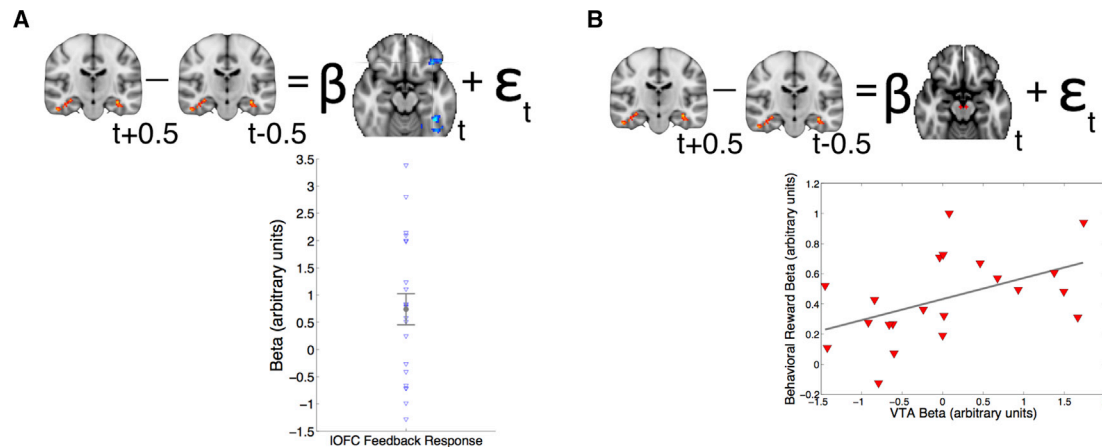 A
t+0.5 − t-0.5 = β t + ε t
3.5
3
2.5
2
1.5
1
0.5
0
-0.5
-1
-1.5
Beta (arbitrary units)
lOFC Feedback Response
B
t+0.5 − t-0.5 = β t + ε t
1.2
1
0.8
0.6
0.4
0.2
0
-0.2
Behavioral Reward Beta (arbitrary units)
-1.5 -1 -0.5 0 0.5 1 1.5
VTA Beta (arbitrary units)